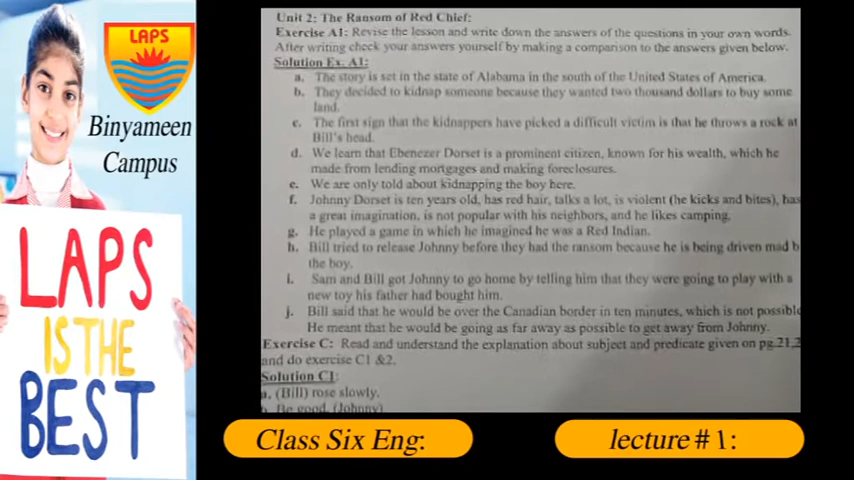 LAPS
Binyameen
Campus
LAPS
IS THE
BEST
Unit 2: The Ransom of Red Chief:
Exercise A1: Revise the lesson and write down the answers of the questions in your own words.
After writing check your answers yourself by making a comparison to the answers given below.
Solution Ex. A1:
a. The story is set in the state of Alabama in the south of the United States of America.
b. They decided to kidnap someone because they wanted two thousand dollars to buy some
land.
c. The first sign that the kidnappers have picked a difficult victim is that he throws a rock at
Bill's head.
d. We learn that Ebenezer Dorset is a prominent citizen, known for his wealth, which he
made from lending mortgages and making foreclosures.
e. We are only told about kidnapping the boy here.
f. Johnny Dorset is ten years old, has red hair, talks a lot, is violent (he kicks and bites), has
a great imagination, is not popular with his neighbors, and he likes camping.
g. He played a game in which he imagined he was a Red Indian.
h. Bill tried to release Johnny before they had the ransom because he is being driven mad b
the boy.
i. Sam and Bill got Johnny to go home by telling him that they were going to play with a
new toy his father had bought him.
j. Bill said that he would be over the Canadian border in ten minutes, which is not possible
He meant that he would be going as far away as possible to get away from Johnny.
Exercise C: Read and understand the explanation about subject and predicate given on pg.21,2
and do exercise C1 &2.
Solution C1:
a. (Bill) rose slowly.
b. Be good. (Johnny)
Class Six Eng:
lecture # 1: